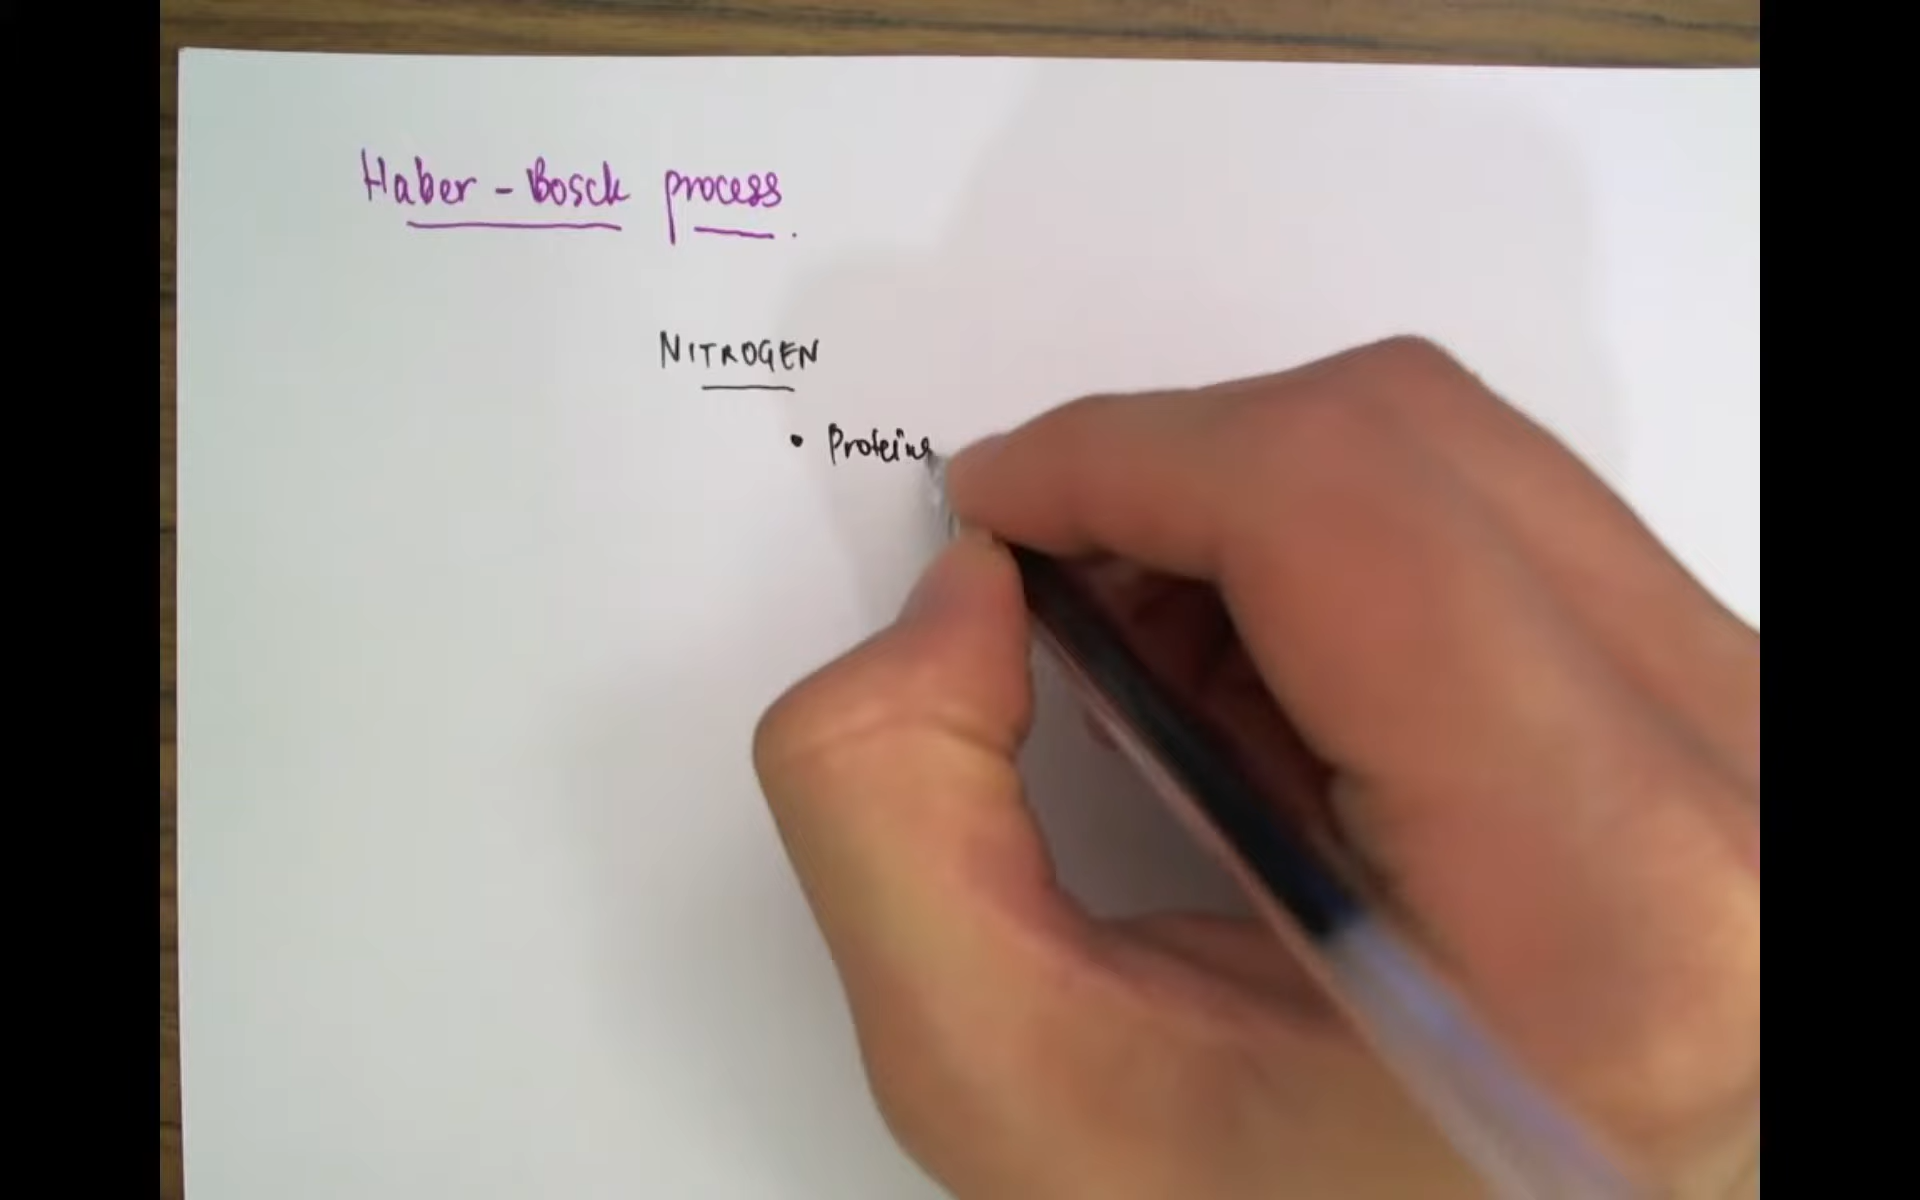 Haber - Bosch process.
NITROGEN
• Proteins